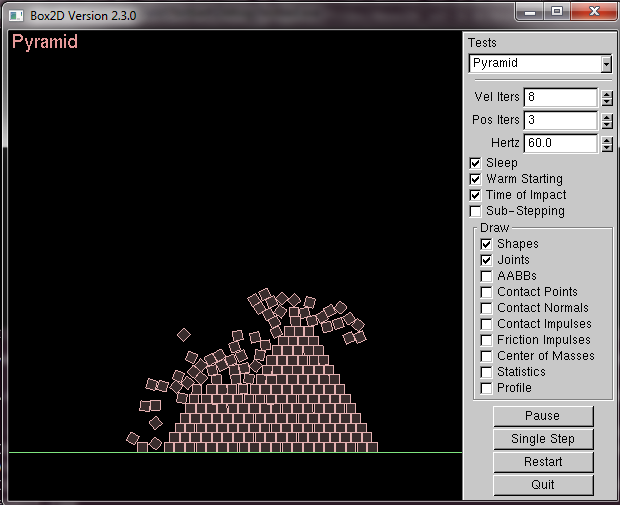 Box2D Version 2.3.0
Pyramid
Tests
Pyramid
Vel Iters 8
Pos Iters 3
Hertz 60.0
Sleep
Warm Starting
Time of Impact
Sub-Stepping
Draw
Shapes
Joints
AABBs
Contact Points
Contact Normals
Contact Impulses
Friction Impulses
Center of Masses
Statistics
Profile
Pause
Single Step
Restart
Quit